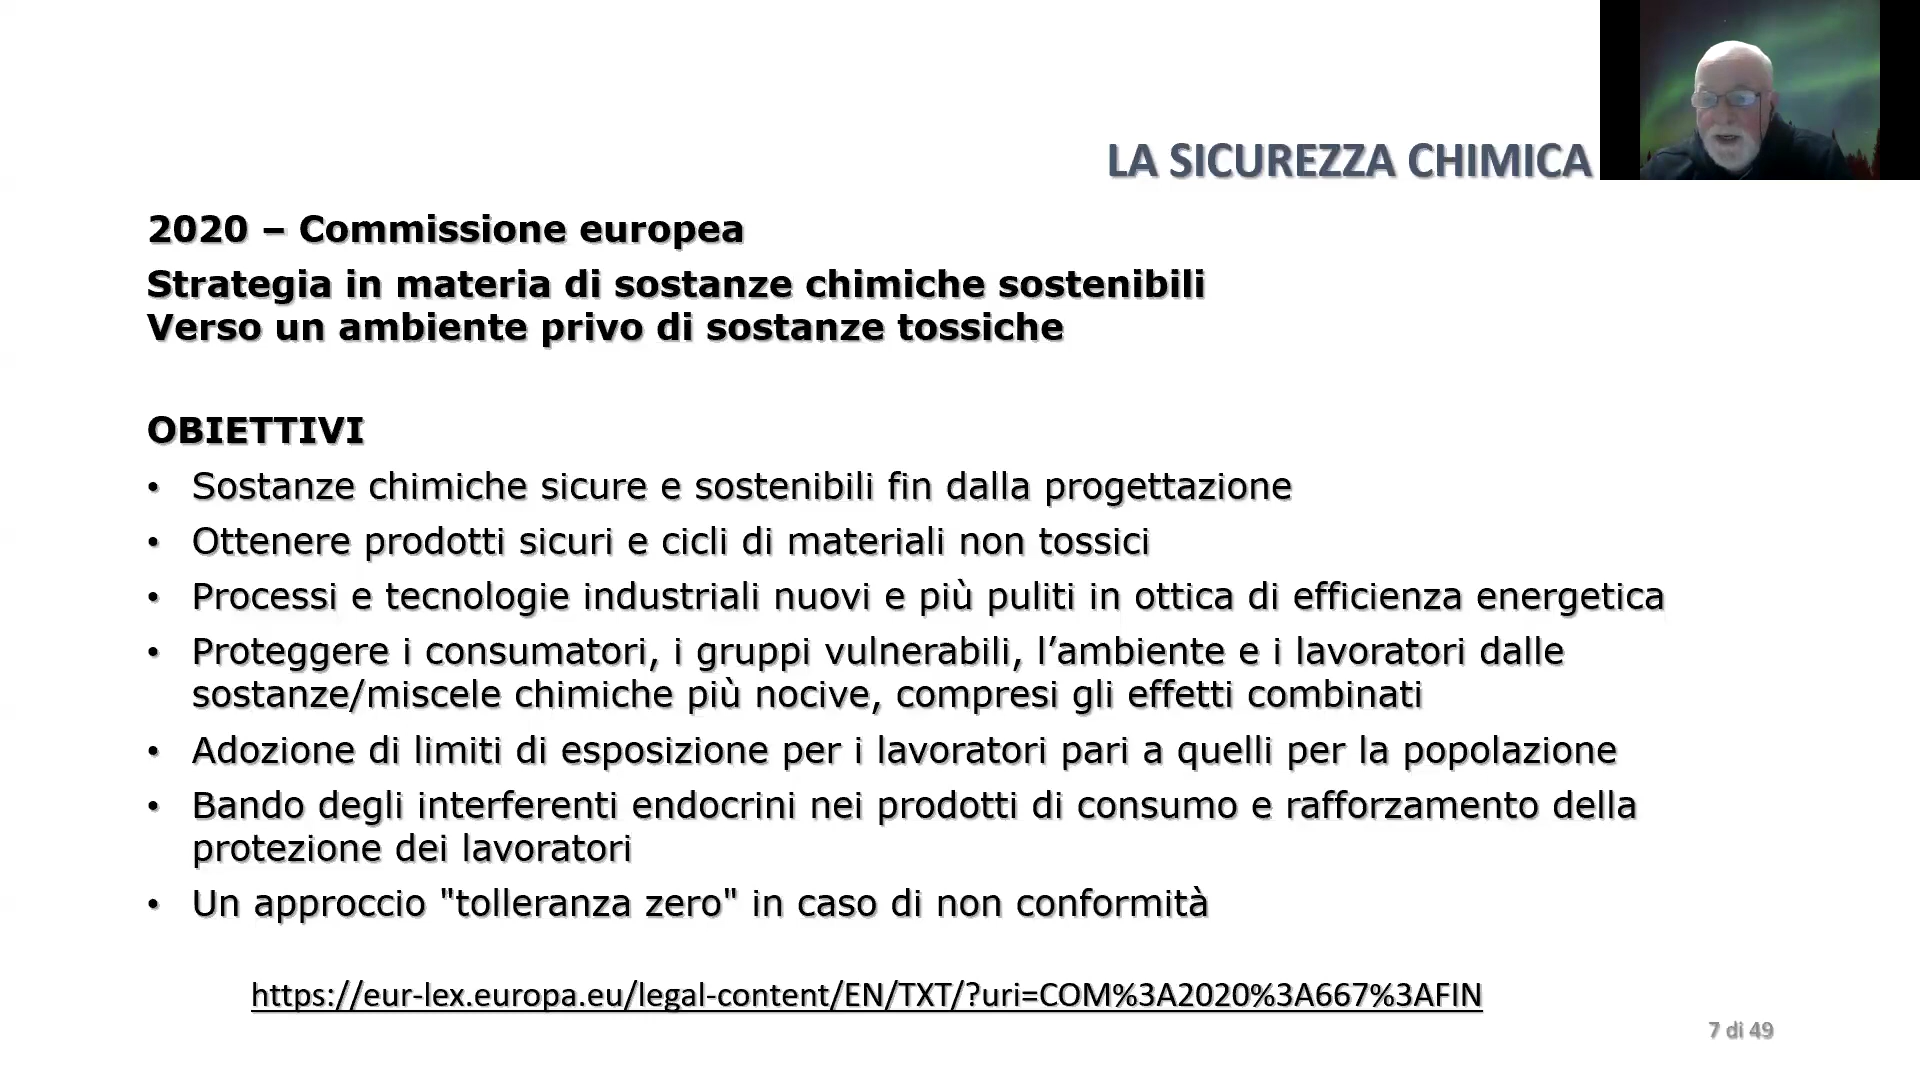 LA SICUREZZA CHIMICA
2020 – Commissione europea
Strategia in materia di sostanze chimiche sostenibili
Verso un ambiente privo di sostanze tossiche
OBIETTIVI
• Sostanze chimiche sicure e sostenibili fin dalla progettazione
• Ottenere prodotti sicuri e cicli di materiali non tossici
• Processi e tecnologie industriali nuovi e più puliti in ottica di efficienza energetica
• Proteggere i consumatori, i gruppi vulnerabili, l’ambiente e i lavoratori dalle
sostanze/miscele chimiche più nocive, compresi gli effetti combinati
• Adozione di limiti di esposizione per i lavoratori pari a quelli per la popolazione
• Bando degli interferenti endocrini nei prodotti di consumo e rafforzamento della
protezione dei lavoratori
• Un approccio "tolleranza zero" in caso di non conformità
https://eur-lex.europa.eu/legal-content/EN/TXT/?uri=COM%3A2020%3A667%3AFIN
7 di 49